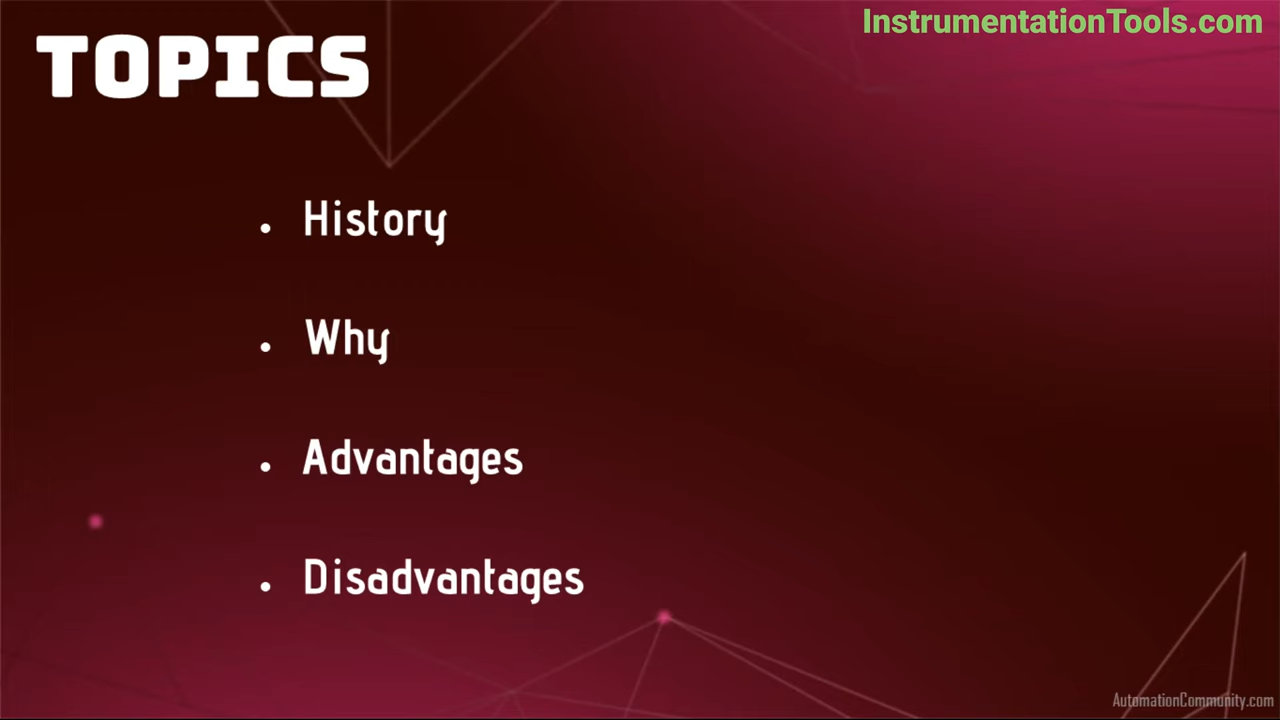 InstrumentationTools.com
TOPICS
• History
• Why
• Advantages
• Disadvantages
AutomationCommunity.com